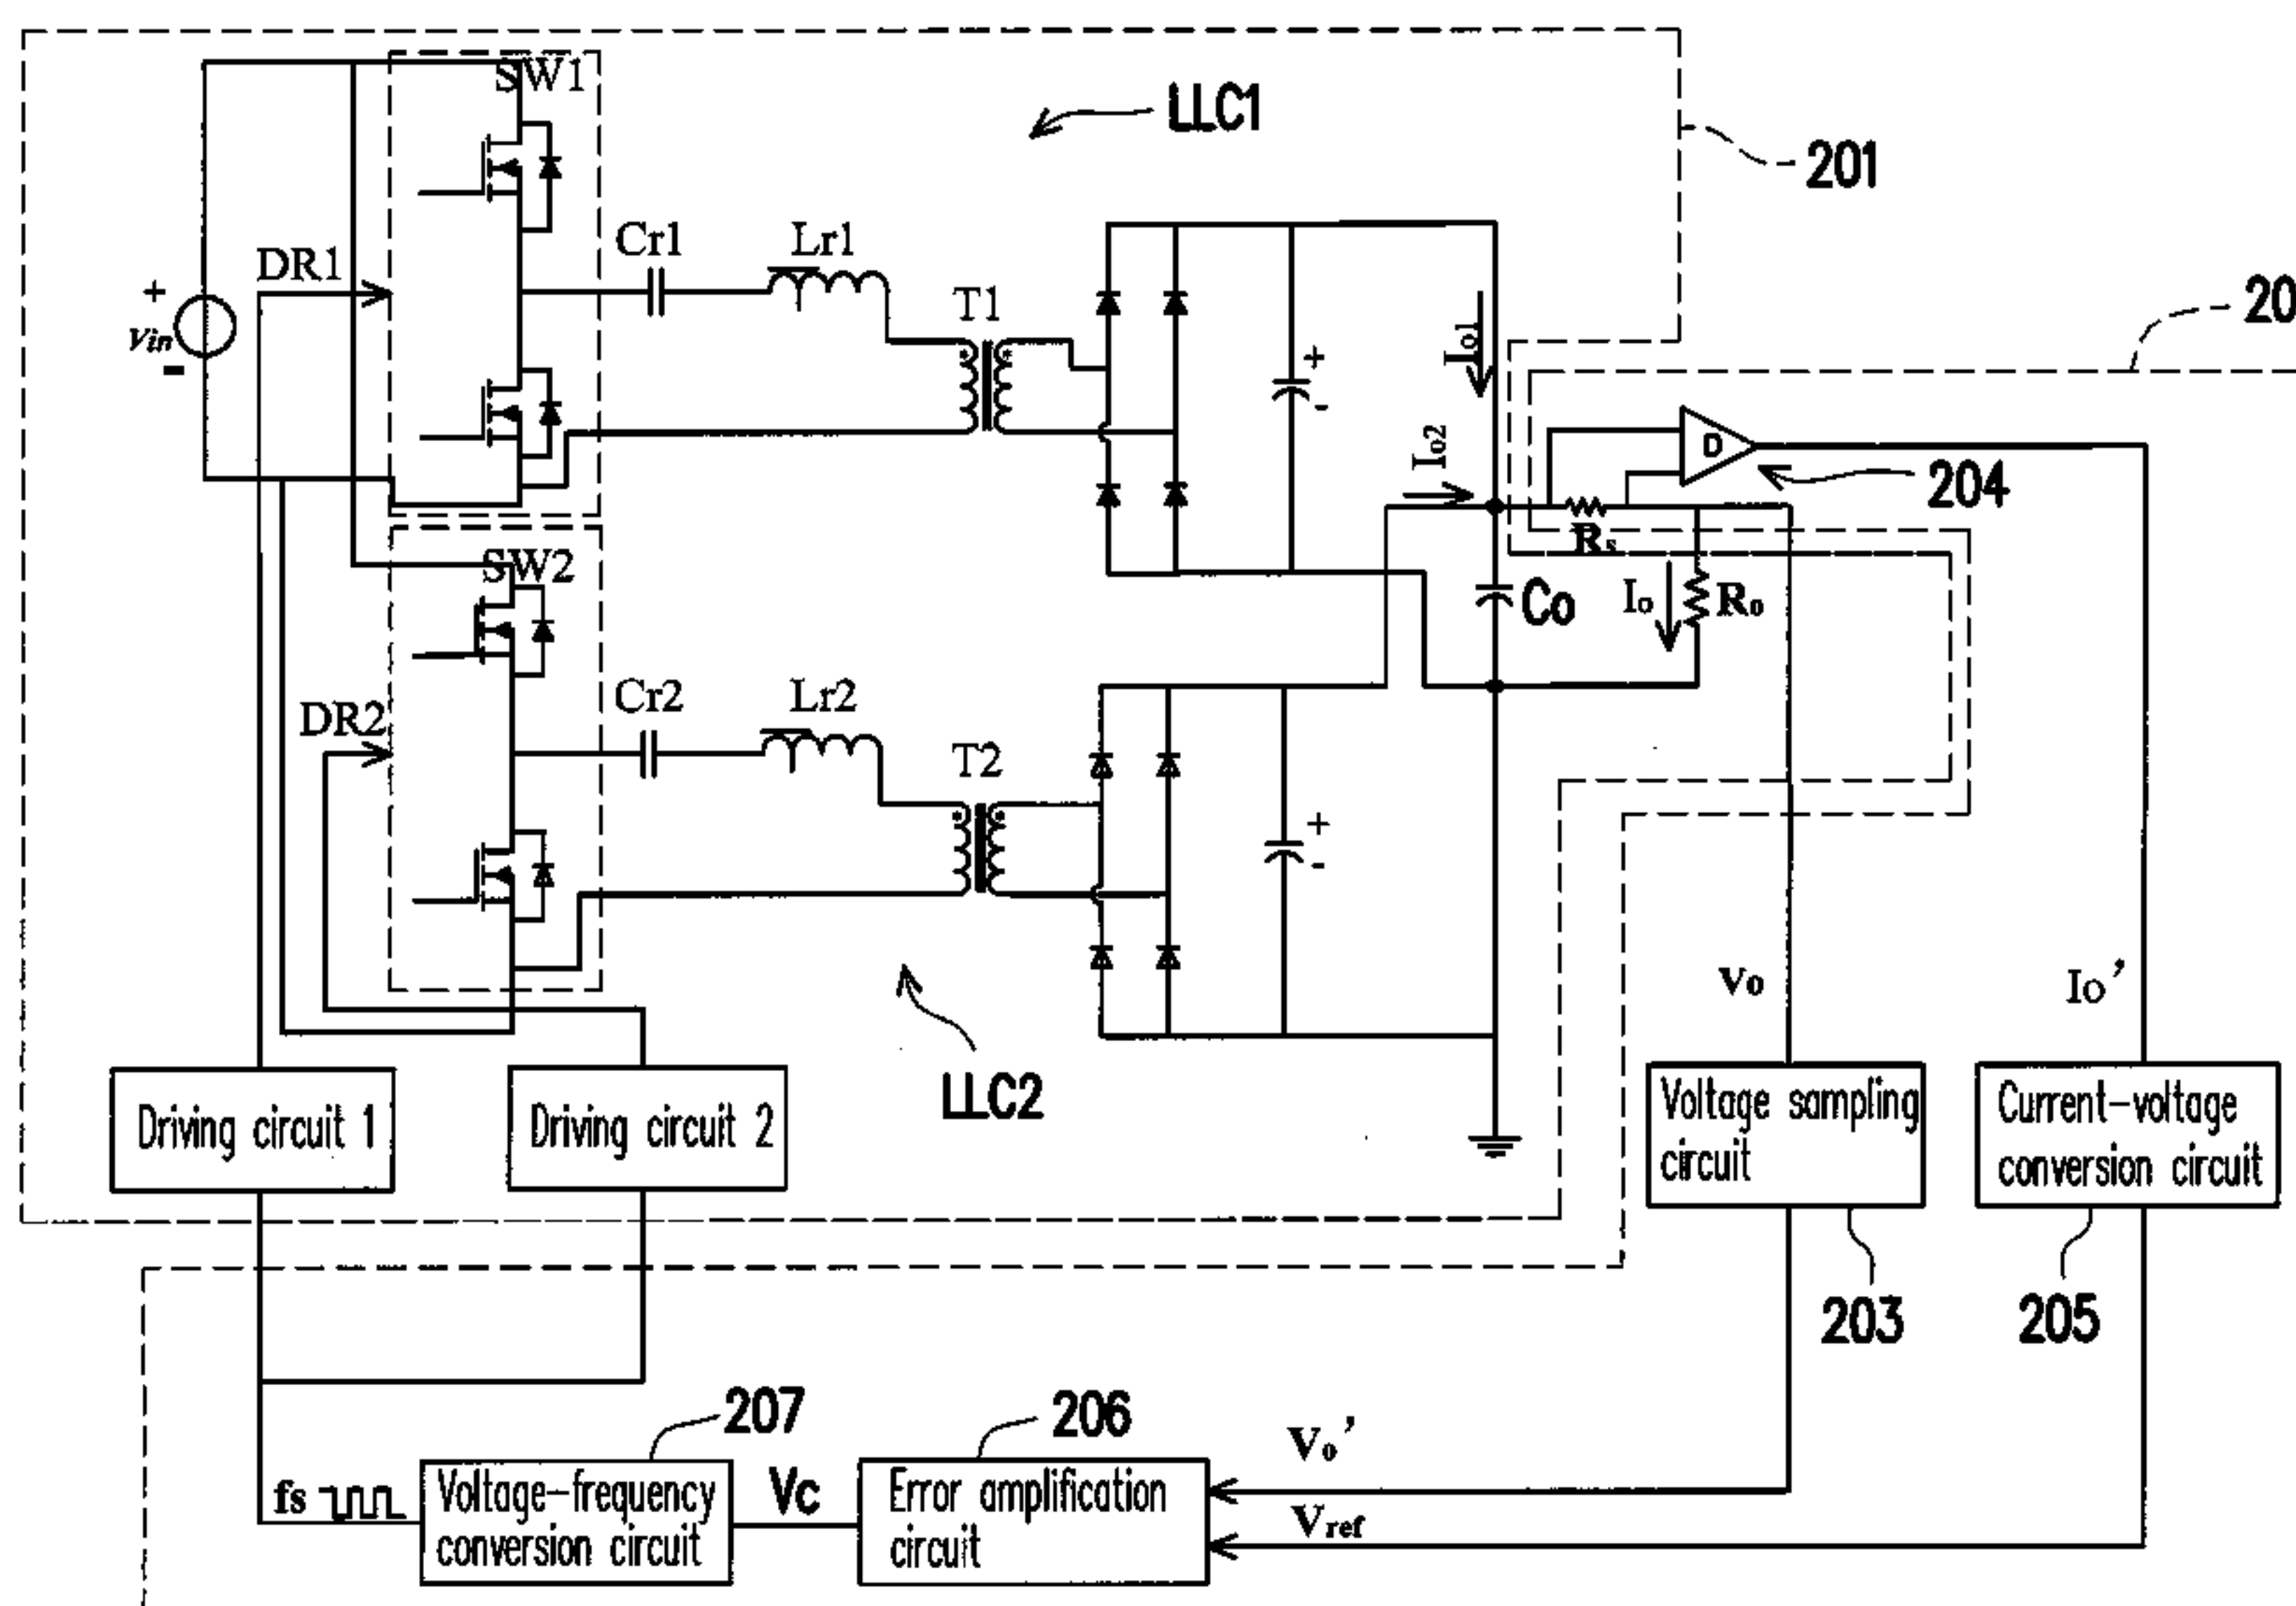 SW1
LLC1
201
DR1
Cr1
Lr1
T1
+
Vin
-
Io1
+
-
20
D
204
Io2
Rs
SW2
Co
Io
Ro
DR2
Cr2
Lr2
T2
+
-
Vo
Io'
LLC2
Driving circuit 1
Driving circuit 2
Voltage sampling
circuit
Current-voltage
conversion circuit
203
205
207
206
Vo'
fs
Voltage-frequency
conversion circuit
Vc
Error amplification
circuit
Vref